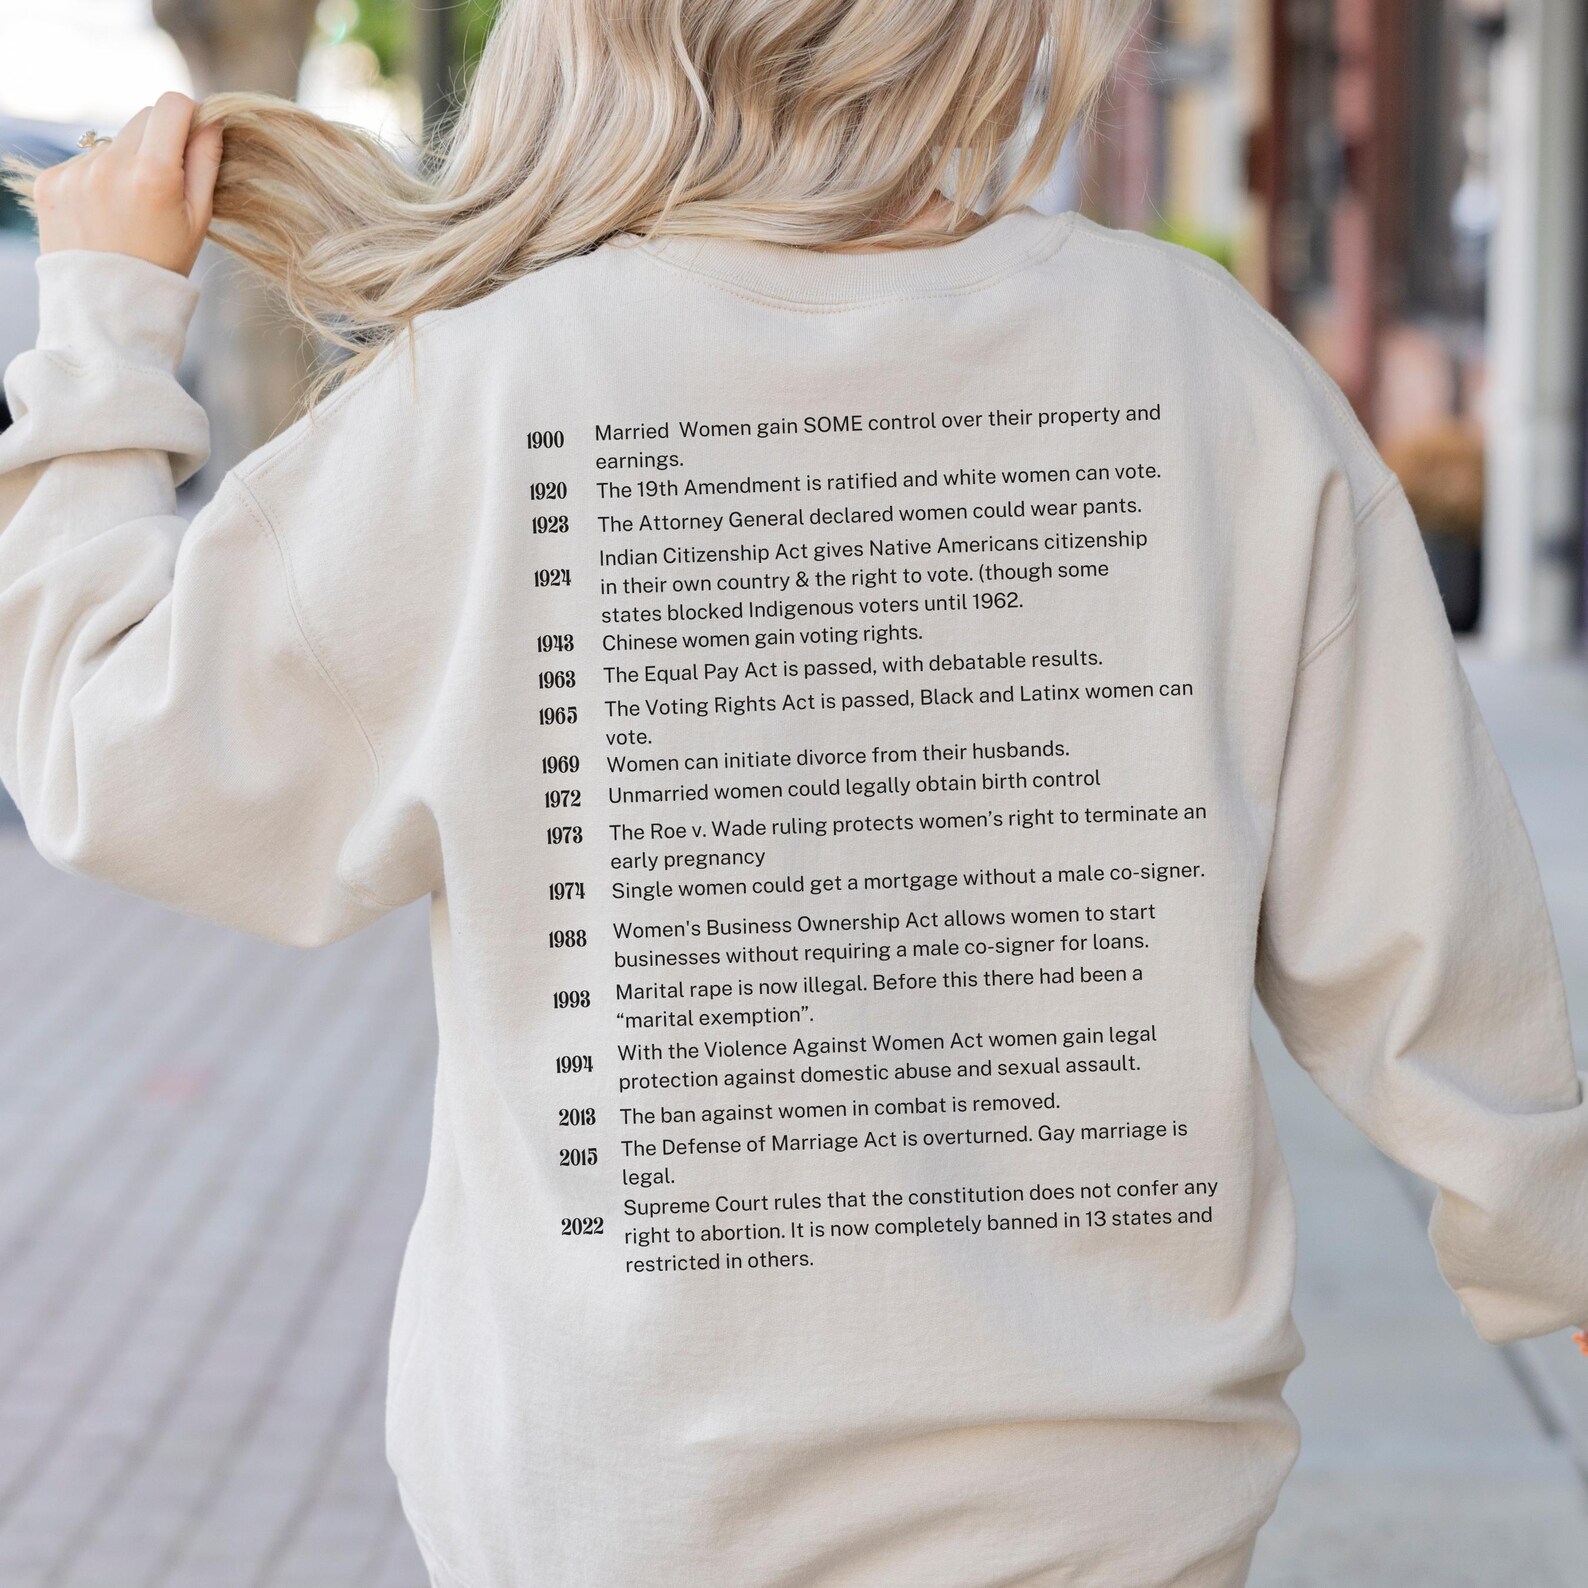 1900 Married Women gain SOME control over their property and
earnings.
1920 The 19th Amendment is ratified and white women can vote.
1923 The Attorney General declared women could wear pants.
Indian Citizenship Act gives Native Americans citizenship
1924 in their own country & the right to vote. (though some
states blocked Indigenous voters until 1962.
1943 Chinese women gain voting rights.
1963 The Equal Pay Act is passed, with debatable results.
1965 The Voting Rights Act is passed, Black and Latinx women can
vote.
1969 Women can initiate divorce from their husbands.
1972 Unmarried women could legally obtain birth control
1973 The Roe v. Wade ruling protects women’s right to terminate an
early pregnancy
1974 Single women could get a mortgage without a male co-signer.
1988 Women's Business Ownership Act allows women to start
businesses without requiring a male co-signer for loans.
1993 Marital rape is now illegal. Before this there had been a
“marital exemption”.
1994 With the Violence Against Women Act women gain legal
protection against domestic abuse and sexual assault.
2013 The ban against women in combat is removed.
2015 The Defense of Marriage Act is overturned. Gay marriage is
legal.
Supreme Court rules that the constitution does not confer any
2022 right to abortion. It is now completely banned in 13 states and
restricted in others.